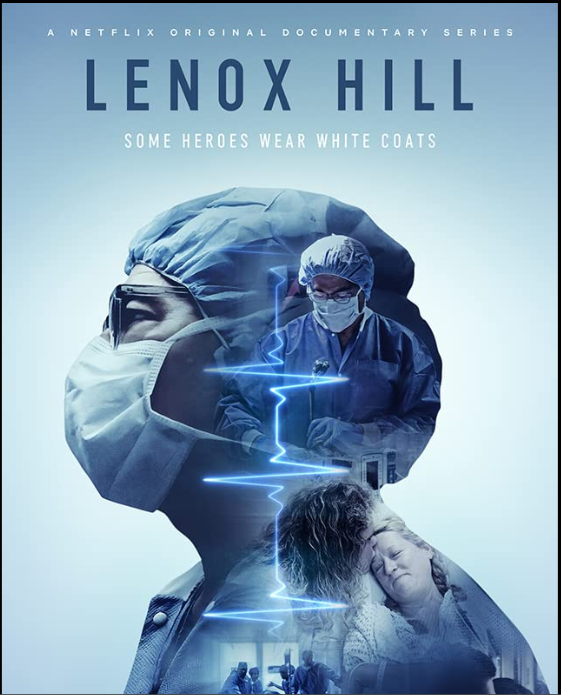 A NETFLIX ORIGINAL DOCUMENTARY SERIES
LENOX HILL
SOME HEROES WEAR WHITE COATS